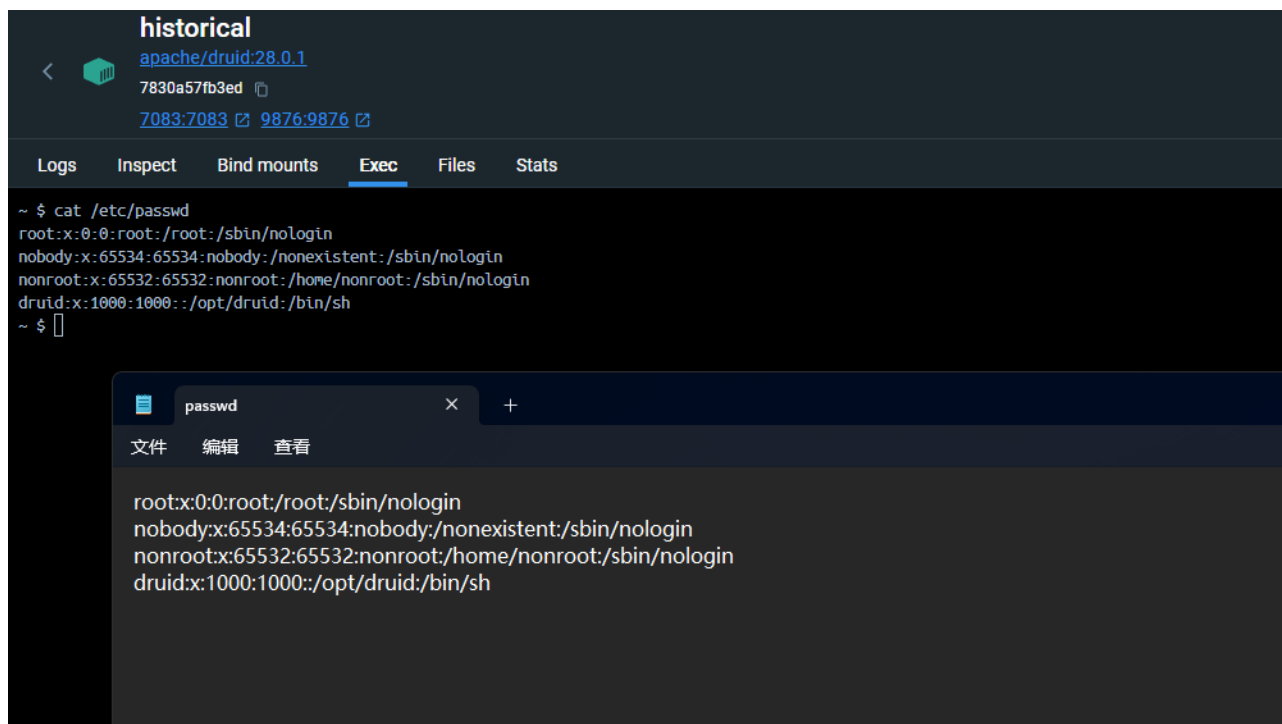 historical
apache/druid:28.0.1
7830a57fb3ed
7083:7083 9876:9876
Logs Inspect Bind mounts Exec Files Stats
~ $ cat /etc/passwd
root:x:0:0:root:/root:/sbin/nologin
nobody:x:65534:65534:nobody:/nonexistent:/sbin/nologin
nonroot:x:65532:65532:nonroot:/home/nonroot:/sbin/nologin
druid:x:1000:1000::/opt/druid:/bin/sh
~ $
passwd
文件 编辑 查看
root:x:0:0:root:/root:/sbin/nologin
nobody:x:65534:65534:nobody:/nonexistent:/sbin/nologin
nonroot:x:65532:65532:nonroot:/home/nonroot:/sbin/nologin
druid:x:1000:1000::/opt/druid:/bin/sh